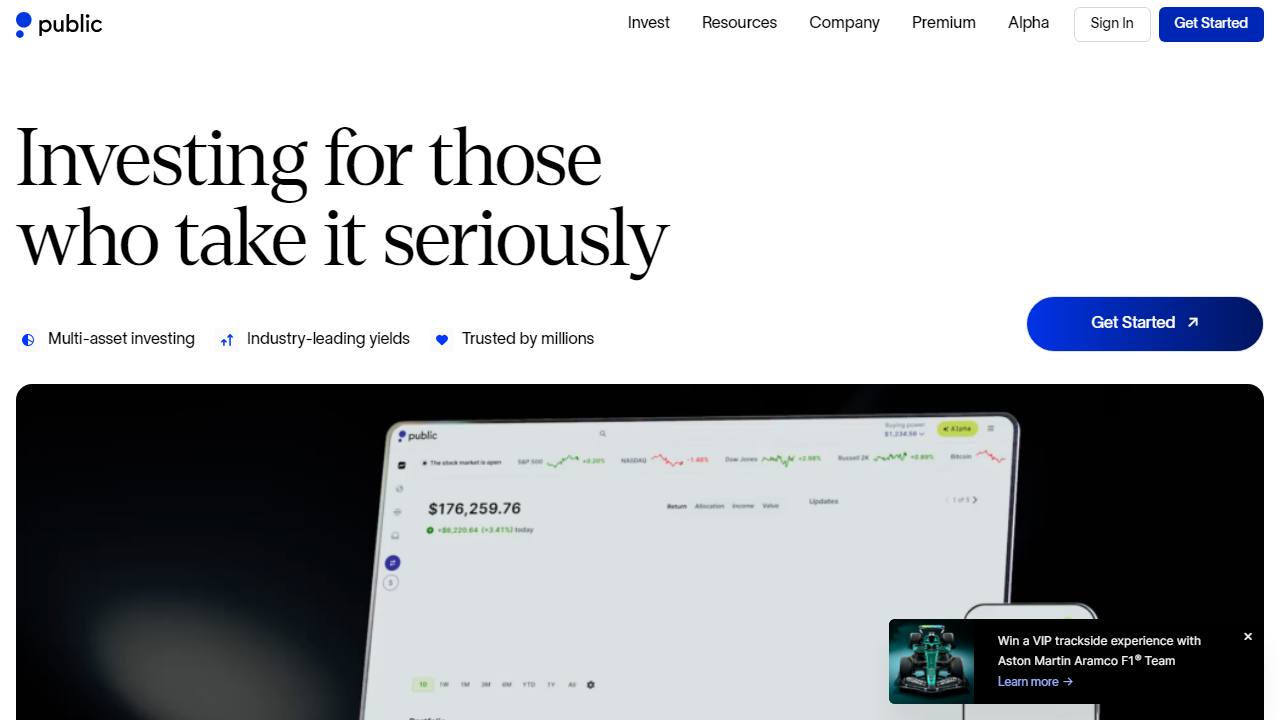 public
Invest
Resources
Company
Premium
Alpha
Sign In
Get Started
Investing for those
who take it seriously
Multi-asset investing
Industry-leading yields
Trusted by millions
Get Started
public
Buying power
$1,234.56
Alpha
The stock market is open
S&P 500 +0.20%
NASDAQ -1.48%
Dow Jones +2.98%
Russell 2K +0.89%
Bitcoin
$176,259.76
+$6,220.64 (+3.41%) today
Return
Allocation
Income
Value
Updates
1 of 5
$
1D
1W
1M
3M
6M
YTD
1Y
All
Win a VIP trackside experience with
Aston Martin Aramco F1® Team
Learn more →